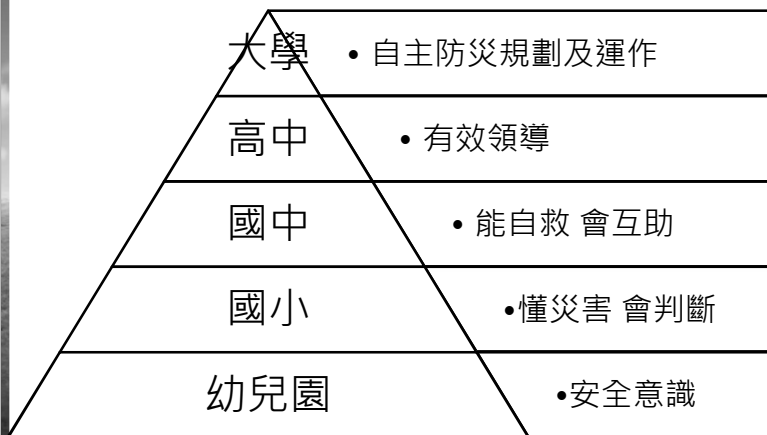 大學
• 自主防災規劃及運作
高中
• 有效領導
國中
• 能自救 會互助
國小
•懂災害 會判斷
幼兒園
•安全意識